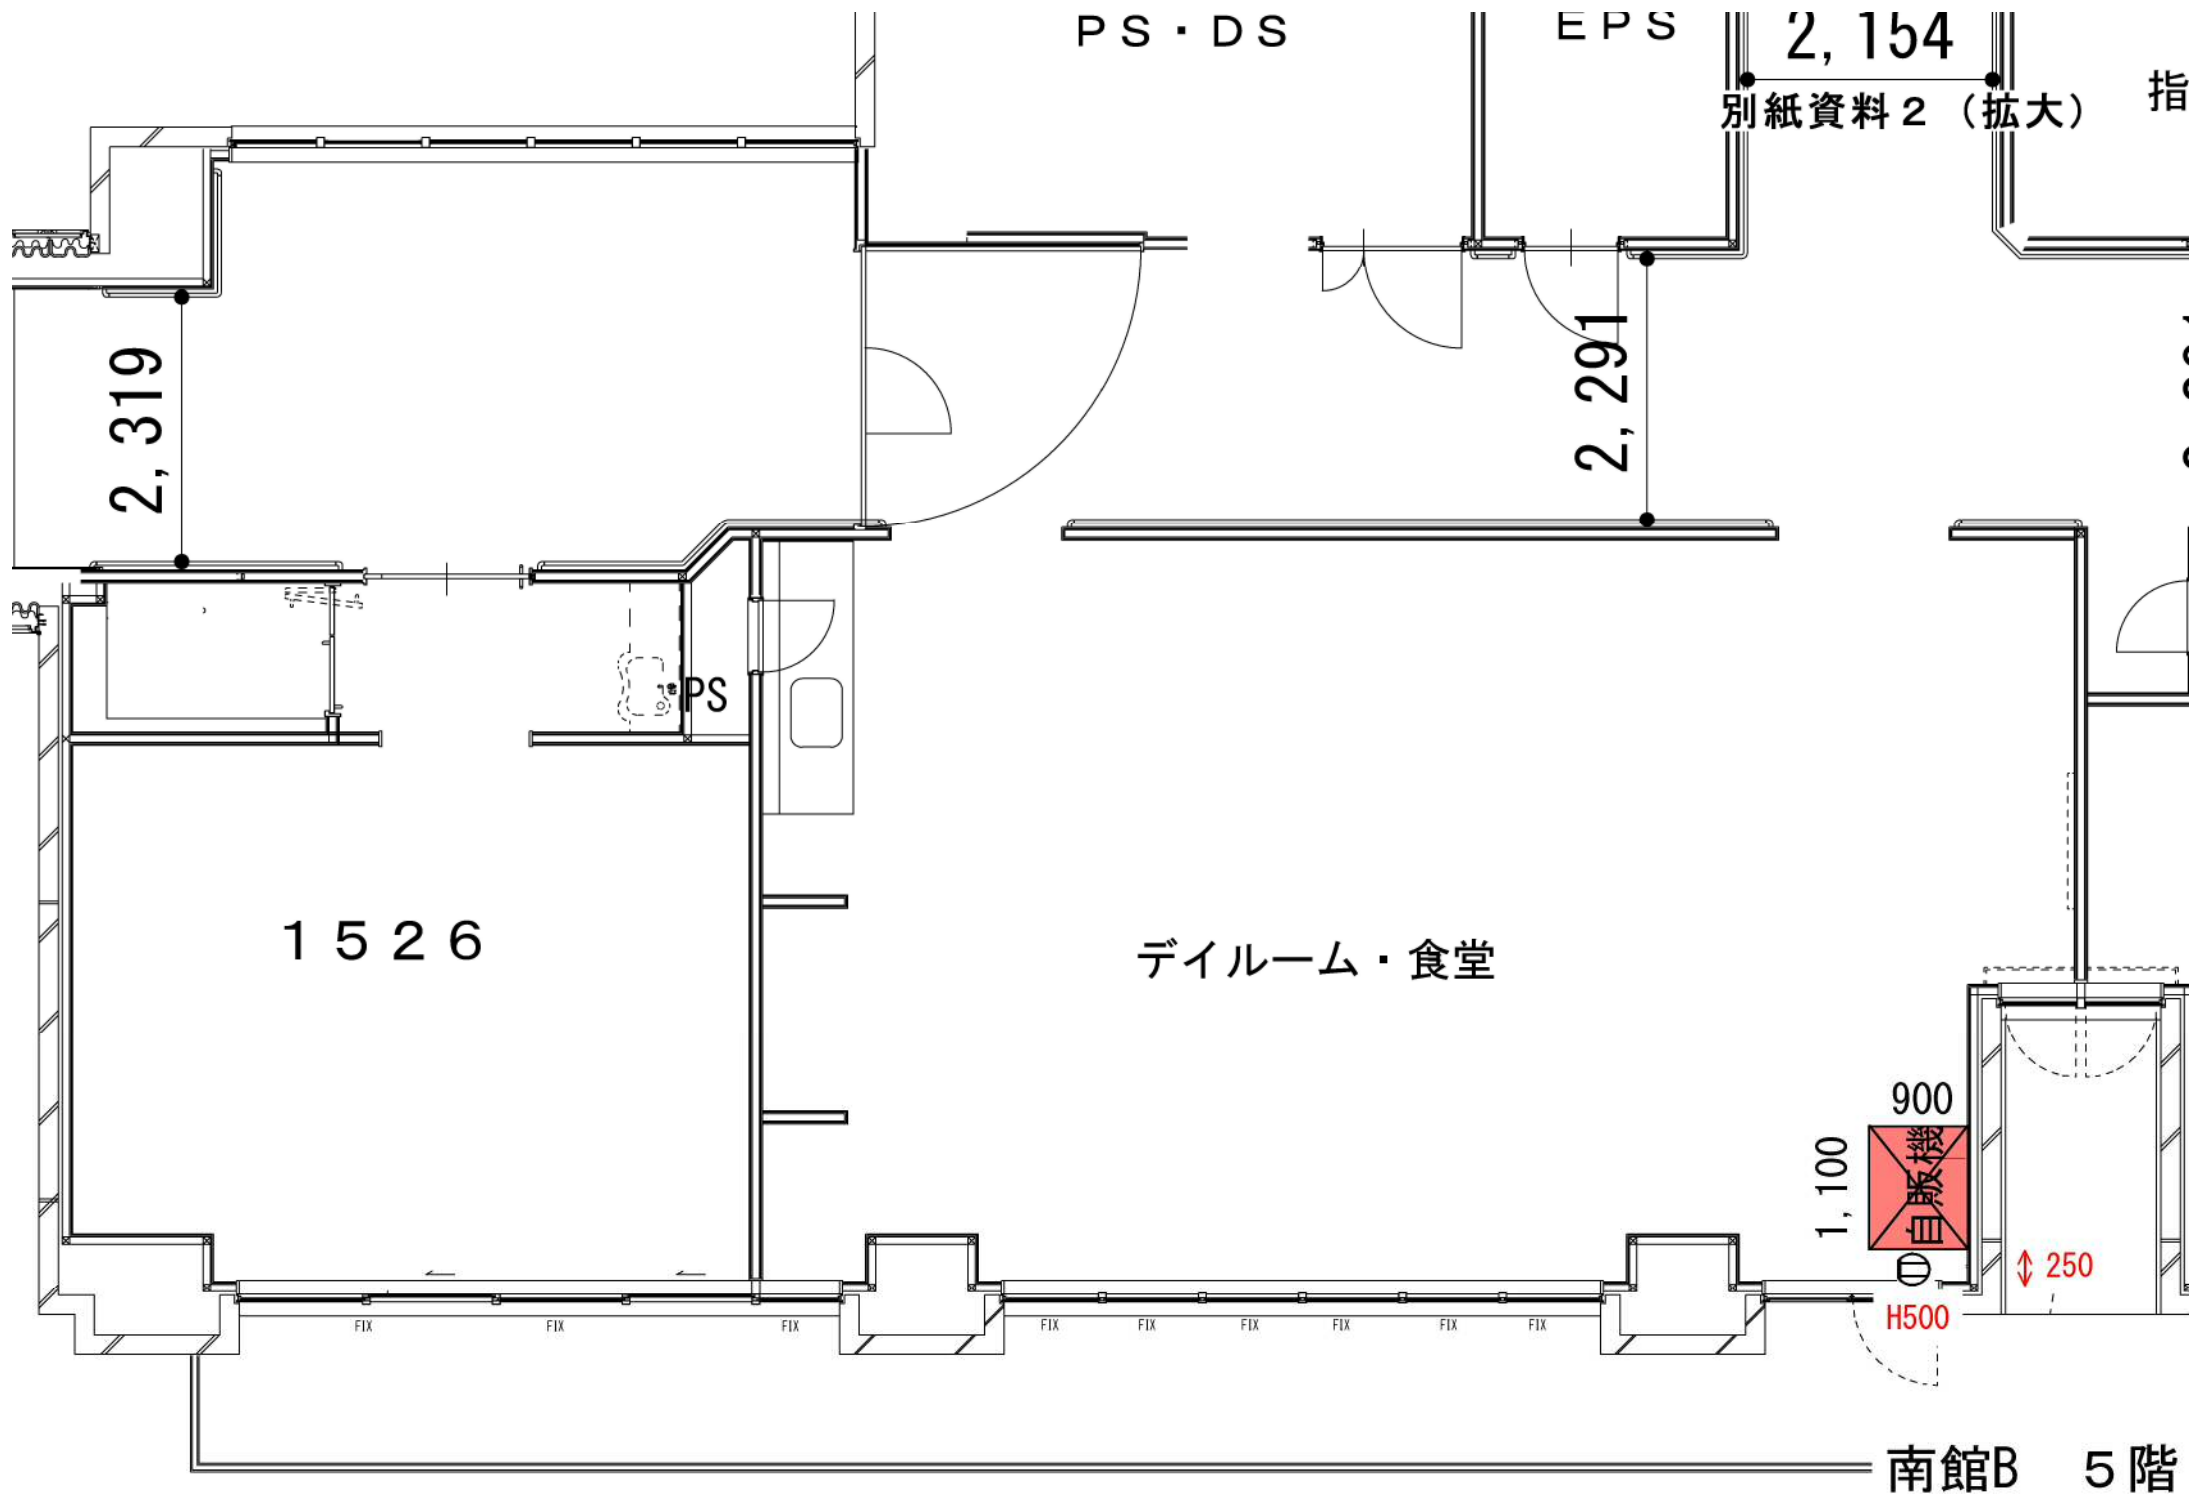 PS・DS
EPS
2,154
別紙資料2(拡大)
指
2,319
2,291
PS
1526
デイルーム・食堂
900
1,100
自販機
250
H500
FIX
FIX
FIX
FIX
FIX
FIX
FIX
FIX
FIX
南館B 5階